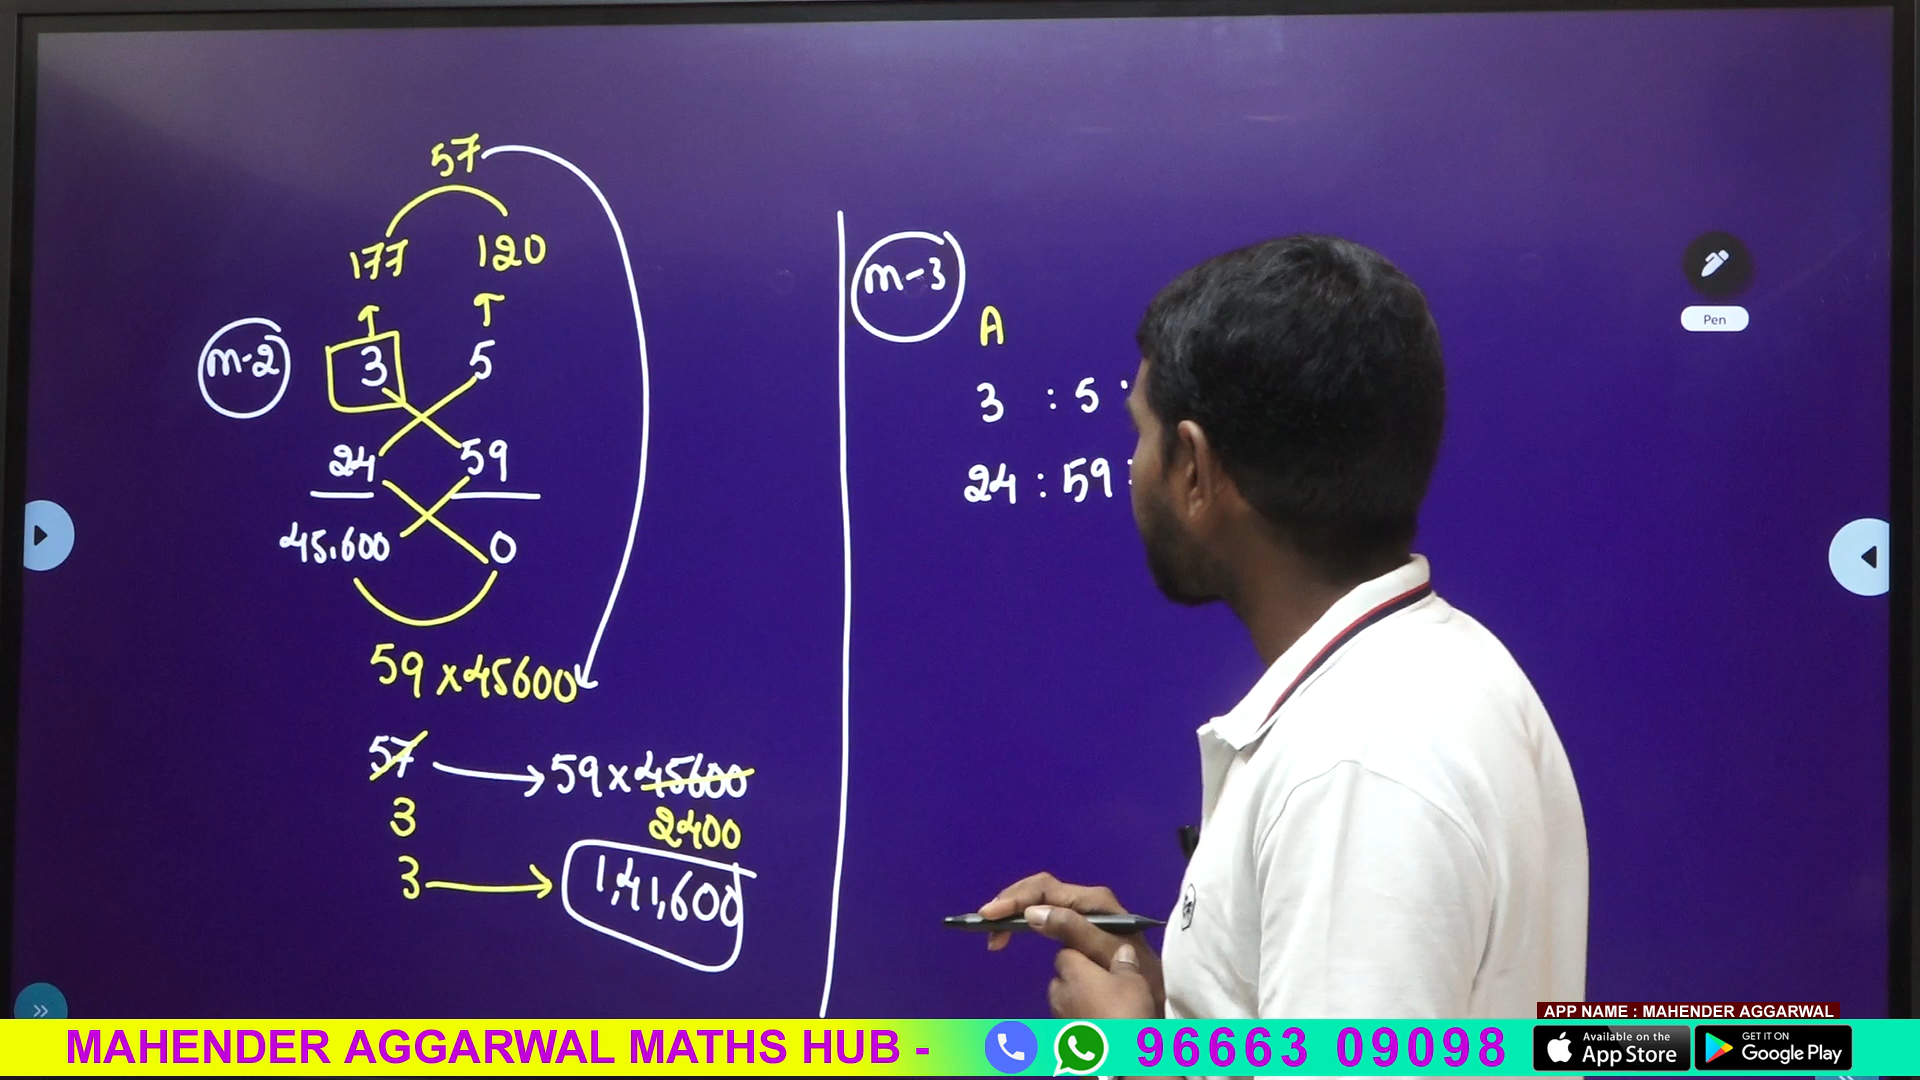 57
177 120
m-2
3 5
24 59
45.600 0
59 x 45600
57 → 59 x 45600
3 2400
3 → 1,41,600
m-3
A
3 : 5 :
24 : 59 :
Pen
APP NAME : MAHENDER AGGARWAL
MAHENDER AGGARWAL MATHS HUB - 96663 09098
Available on the App Store
GET IT ON Google Play